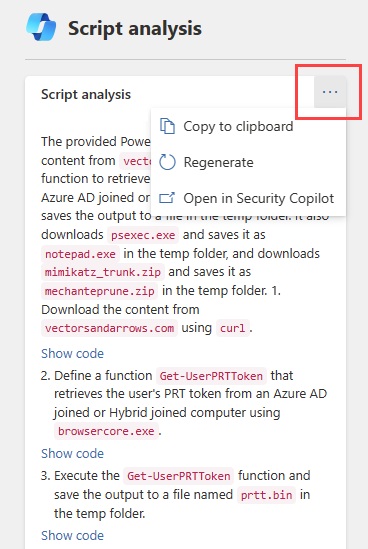 Script analysis
Script analysis
...
Copy to clipboard
Regenerate
Open in Security Copilot
The provided Powe
content from vecto
function to retrieve
Azure AD joined or
saves the output to a file in the temp folder. It also
downloads psexec.exe and saves it as
notepad.exe in the temp folder, and downloads
mimikatz_trunk.zip and saves it as
mechanteprune.zip in the temp folder. 1.
Download the content from
vectorsandarrows.com using curl.
Show code
2. Define a function Get-UserPRTToken that
retrieves the user's PRT token from an Azure AD
joined or Hybrid joined computer using
browsercore.exe.
Show code
3. Execute the Get-UserPRTToken function and
save the output to a file named prtt.bin in
the temp folder.
Show code